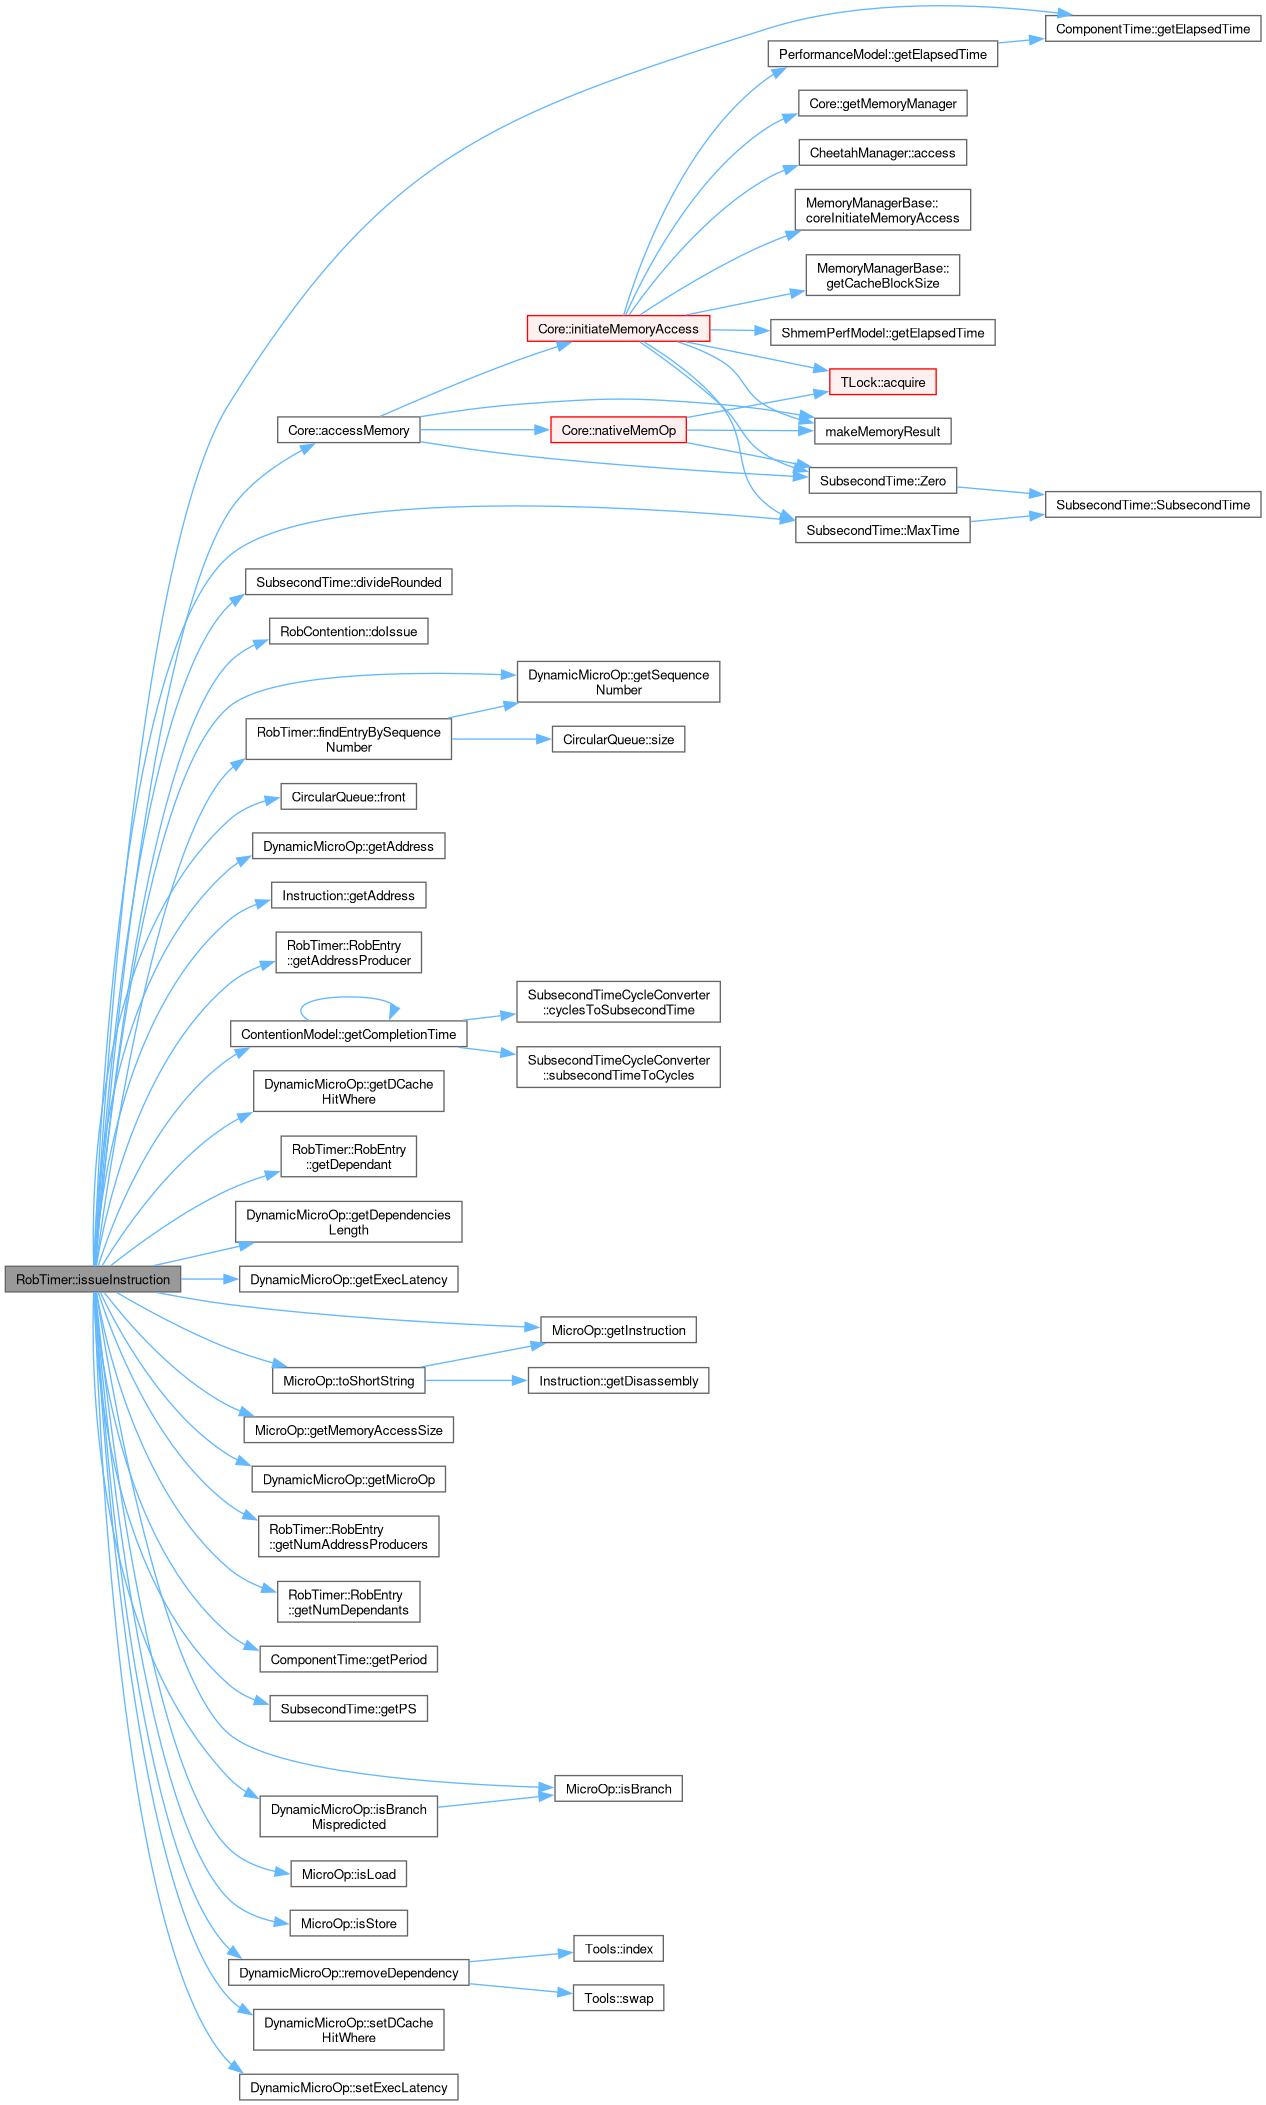 ComponentTime::getElapsedTime
PerformanceModel::getElapsedTime
Core::getMemoryManager
CheetahManager::access
MemoryManagerBase::
coreInitiateMemoryAccess
MemoryManagerBase::
getCacheBlockSize
Core::initiateMemoryAccess
ShmemPerfModel::getElapsedTime
TLock::acquire
Core::accessMemory
Core::nativeMemOp
makeMemoryResult
SubsecondTime::Zero
SubsecondTime::SubsecondTime
SubsecondTime::MaxTime
SubsecondTime::divideRounded
RobContention::doIssue
DynamicMicroOp::getSequence
Number
RobTimer::findEntryBySequence
Number
CircularQueue::size
CircularQueue::front
DynamicMicroOp::getAddress
Instruction::getAddress
RobTimer::RobEntry
::getAddressProducer
SubsecondTimeCycleConverter
::cyclesToSubsecondTime
ContentionModel::getCompletionTime
SubsecondTimeCycleConverter
::subsecondTimeToCycles
DynamicMicroOp::getDCache
HitWhere
RobTimer::RobEntry
::getDependant
DynamicMicroOp::getDependencies
Length
RobTimer::issueInstruction
DynamicMicroOp::getExecLatency
MicroOp::getInstruction
MicroOp::toShortString
Instruction::getDisassembly
MicroOp::getMemoryAccessSize
DynamicMicroOp::getMicroOp
RobTimer::RobEntry
::getNumAddressProducers
RobTimer::RobEntry
::getNumDependants
ComponentTime::getPeriod
SubsecondTime::getPS
MicroOp::isBranch
DynamicMicroOp::isBranch
Mispredicted
MicroOp::isLoad
MicroOp::isStore
Tools::index
DynamicMicroOp::removeDependency
Tools::swap
DynamicMicroOp::setDCache
HitWhere
DynamicMicroOp::setExecLatency